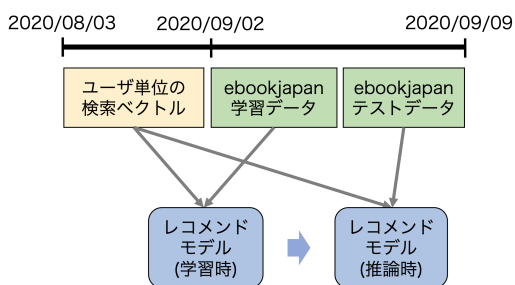 2020/08/03
2020/09/02
2020/09/09
ユーザ単位の
検索ベクトル
ebookjapan
学習データ
ebookjapan
テストデータ
レコメンド
モデル
(学習時)
レコメンド
モデル
(推論時)